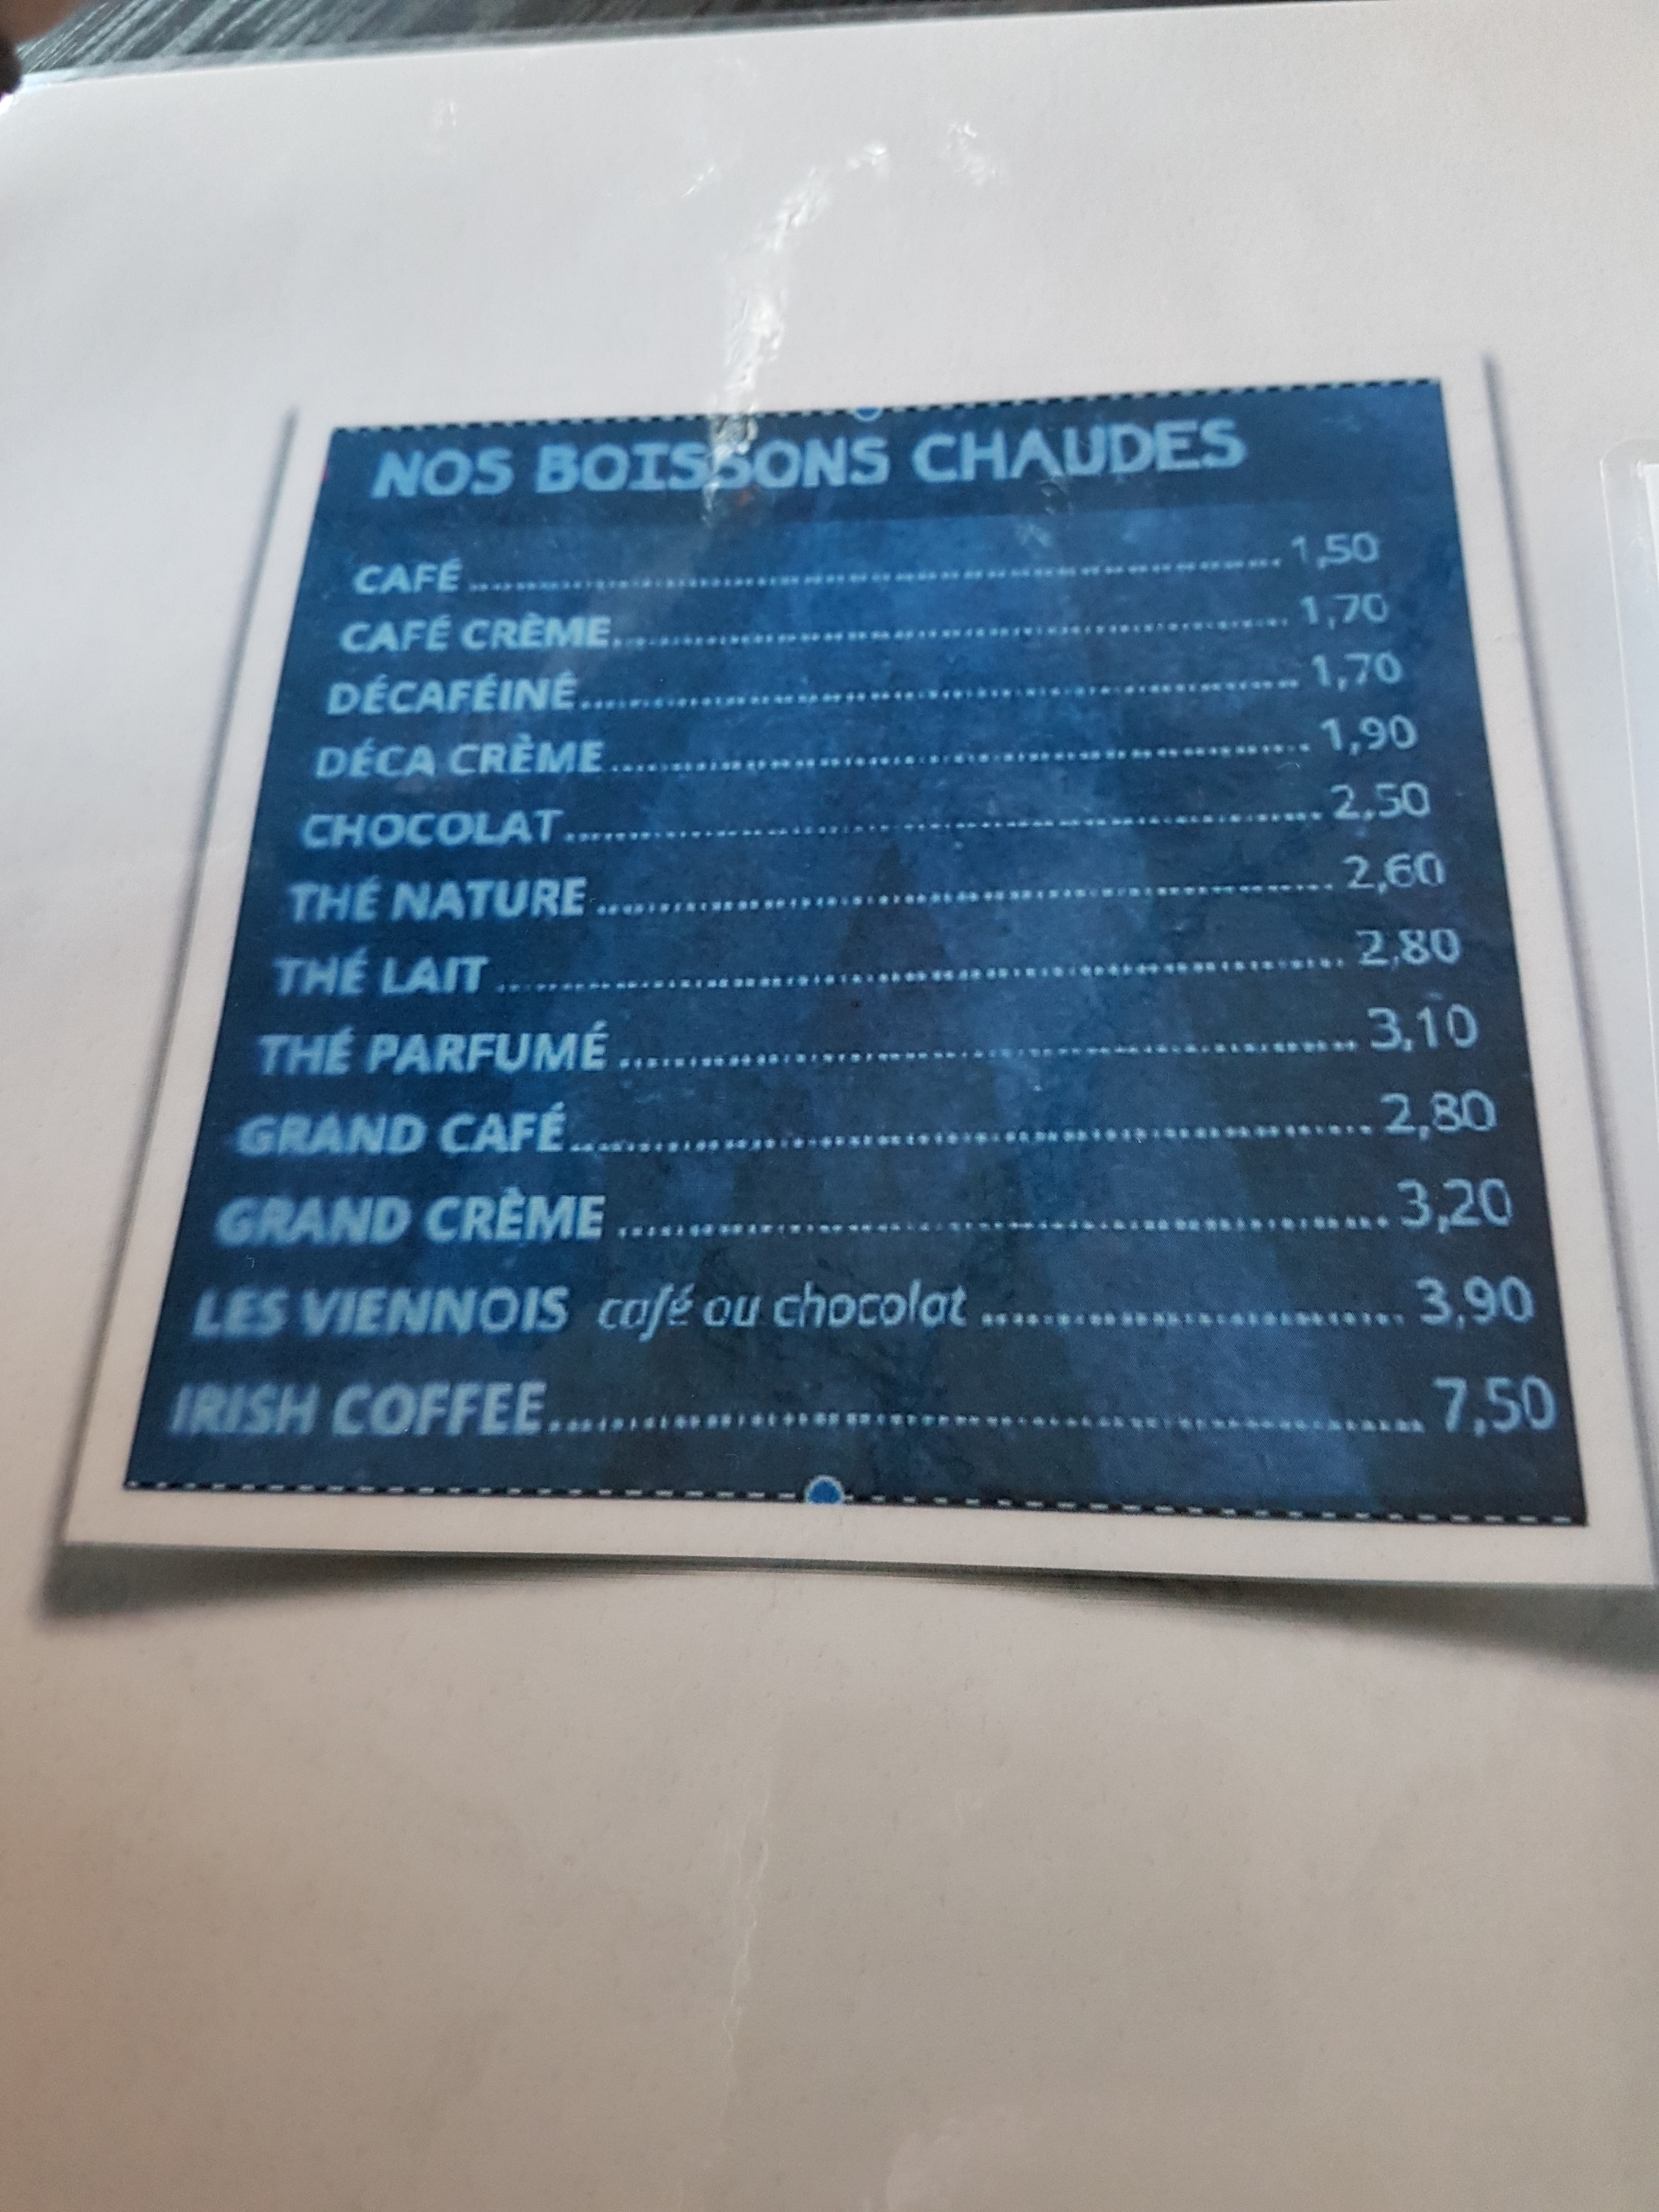 NOS BOISSONS CHAUDES
CAFÉ 1,50
CAFÉ CRÈME 1,70
DÉCAFÉINÉ 1,70
DÉCA CRÈME 1,90
CHOCOLAT 2,50
THÉ NATURE 2,60
THÉ LAIT 2,80
THÉ PARFUMÉ 3,10
GRAND CAFÉ 2,80
GRAND CRÈME 3,20
LES VIENNOIS café ou chocolat 3,90
IRISH COFFEE 7,50